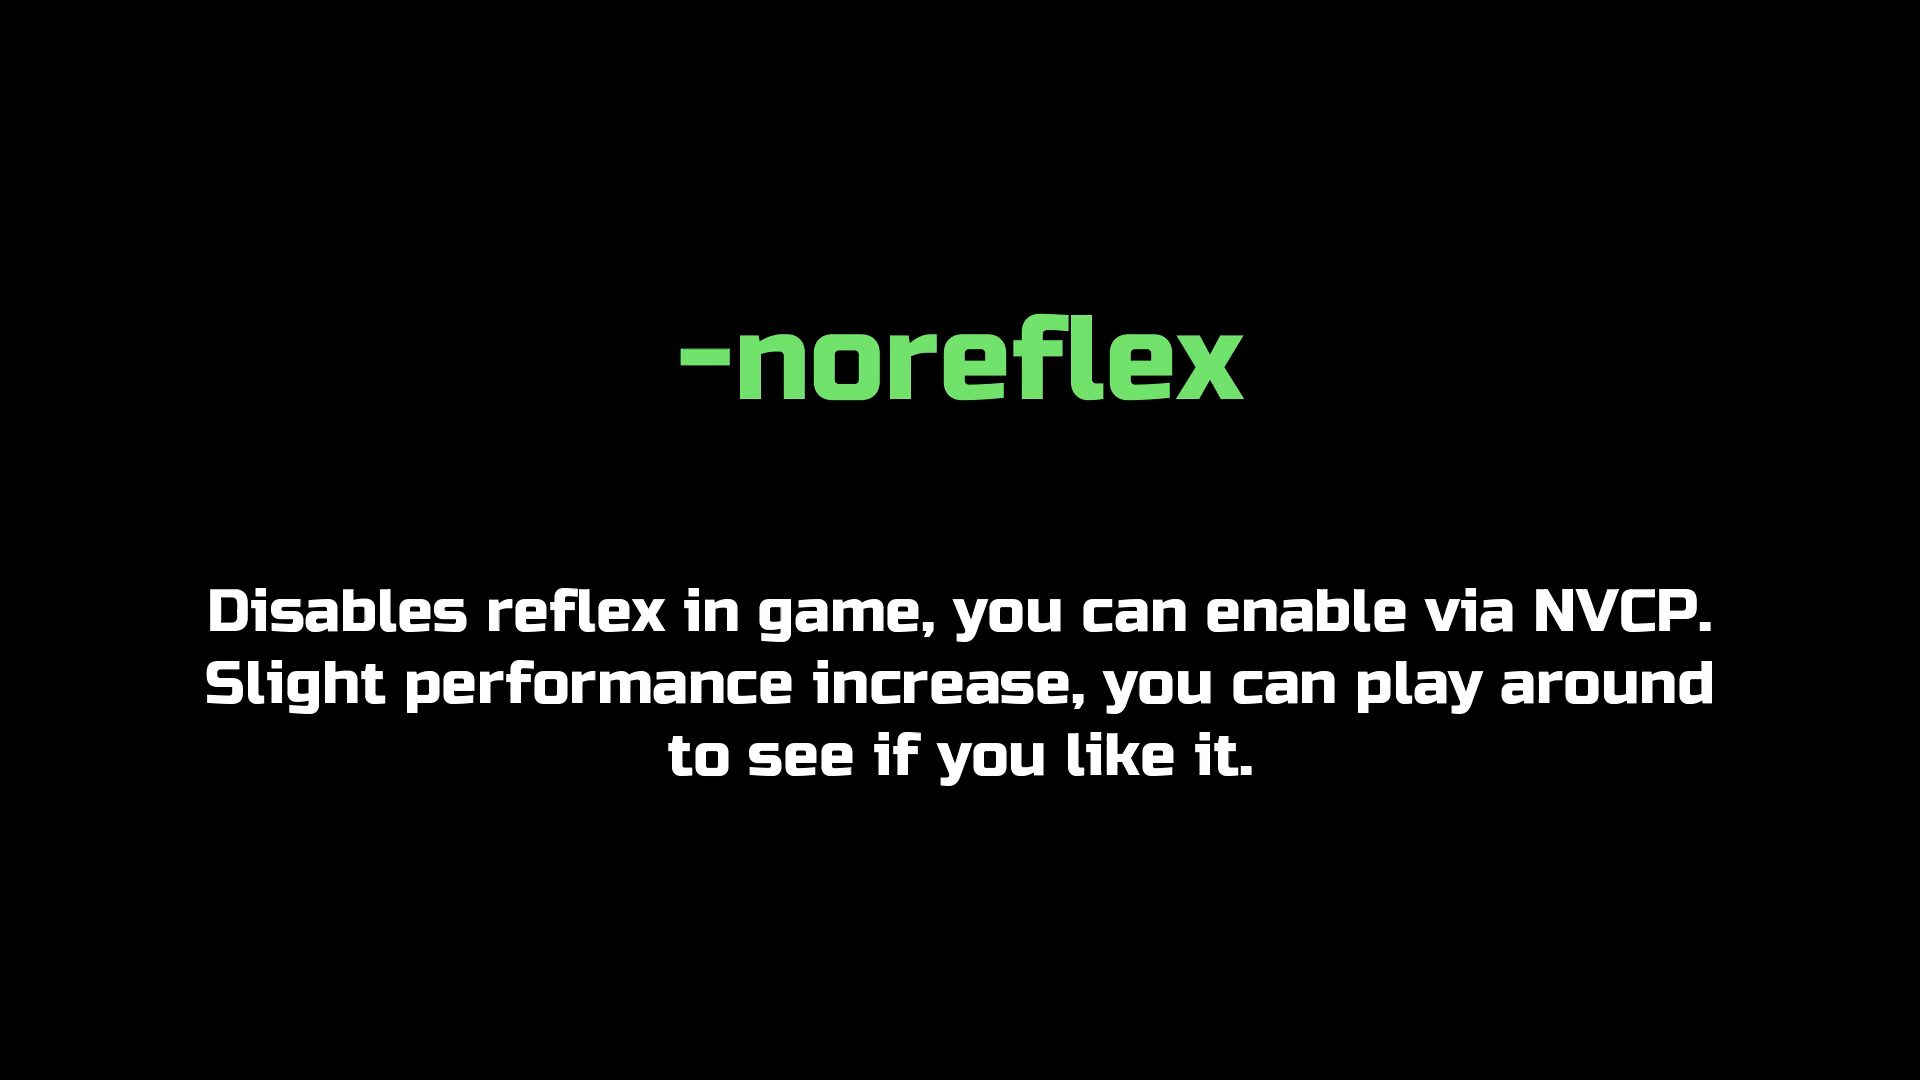 -noreflex
Disables reflex in game, you can enable via NVCP.
Slight performance increase, you can play around
to see if you like it.